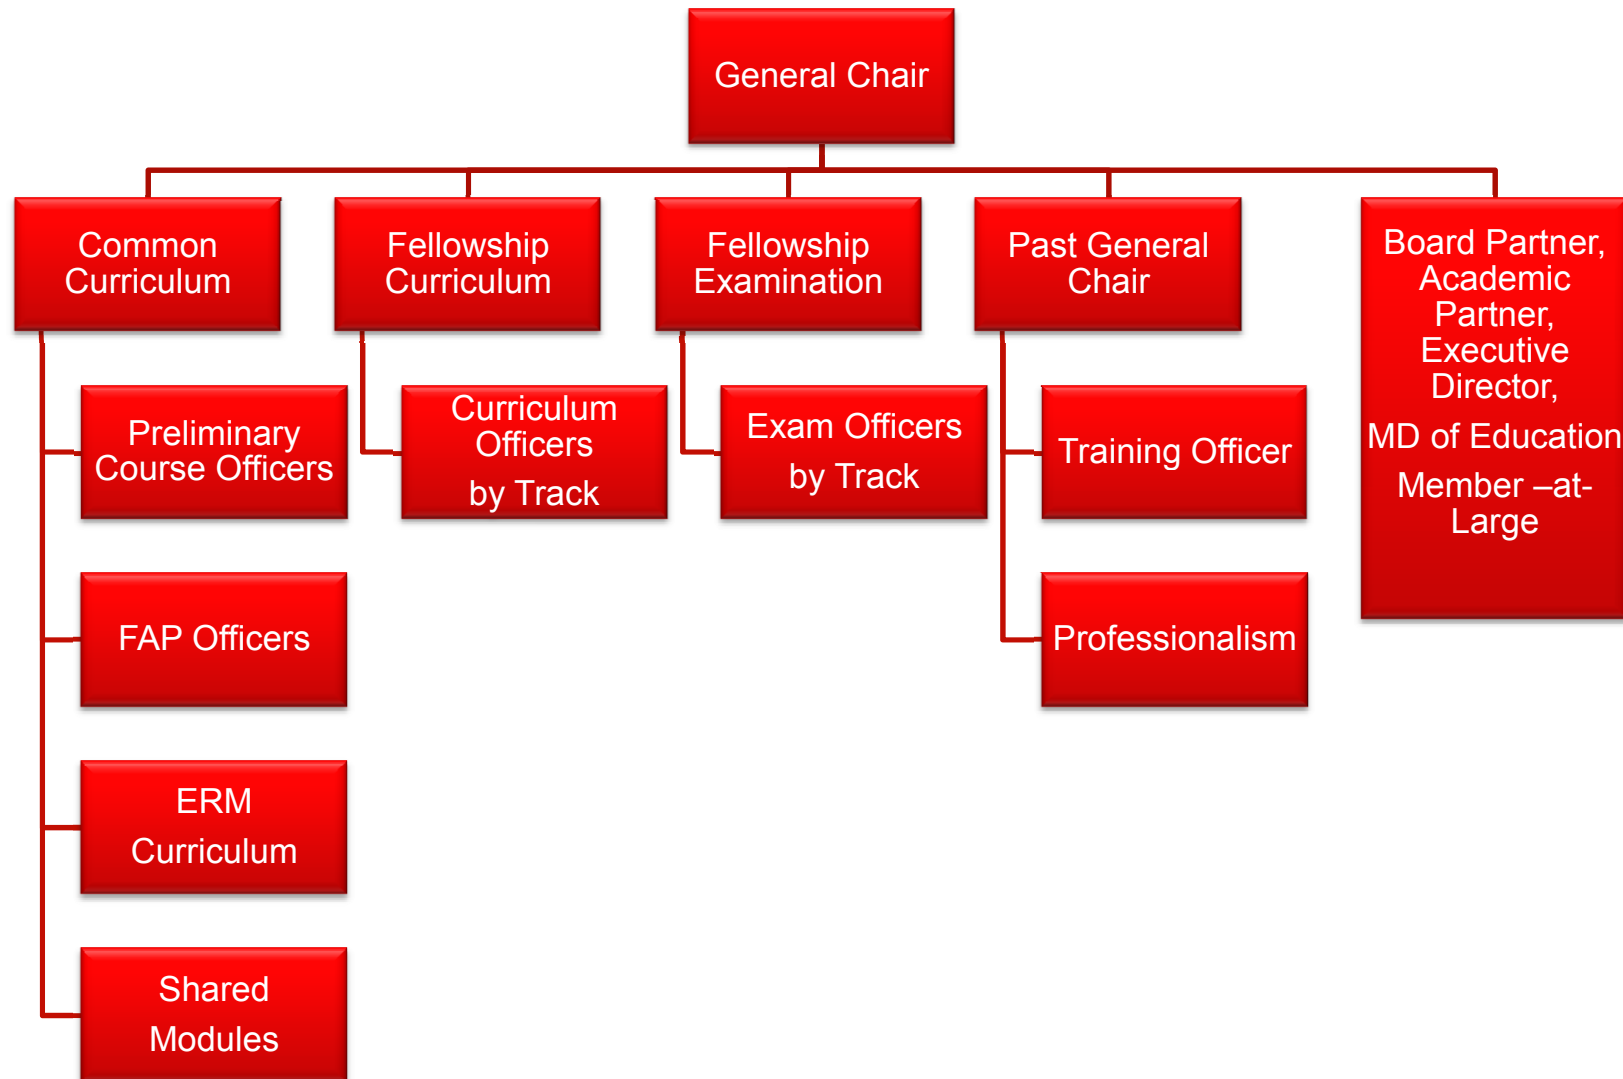 General Chair
Common
Curriculum
Fellowship
Curriculum
Fellowship
Examination
Past General
Chair
Board Partner,
Academic
Partner,
Executive
Director,
MD of Education
Member –at-
Large
Preliminary
Course Officers
Curriculum
Officers
by Track
Exam Officers
by Track
Training Officer
FAP Officers
Professionalism
ERM
Curriculum
Shared
Modules